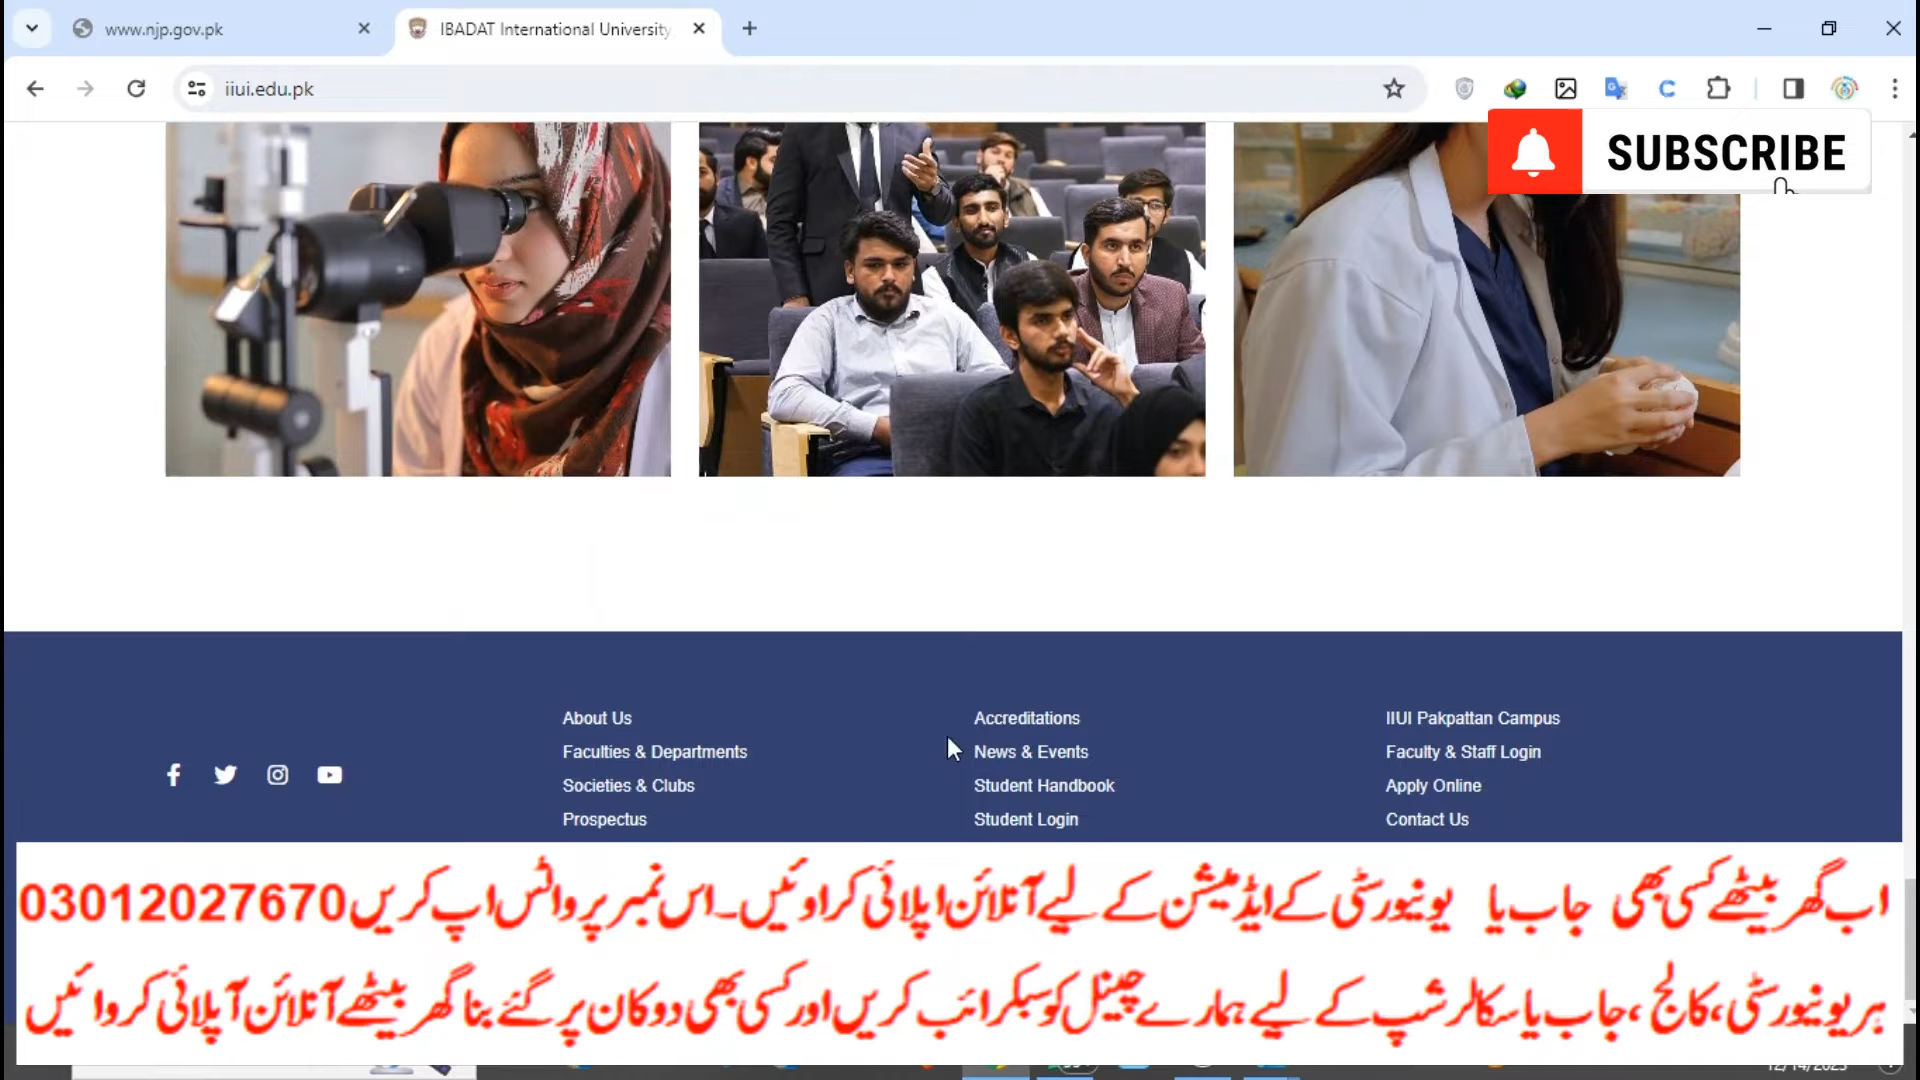 www.njp.gov.pk
IBADAT International University,
iiui.edu.pk
SUBSCRIBE
About Us
Accreditations
IIUI Pakpattan Campus
Faculties & Departments
News & Events
Faculty & Staff Login
Societies & Clubs
Student Handbook
Apply Online
Prospectus
Student Login
Contact Us
اب گھر بیٹھے کسی بھی جاب یا یونیورسٹی کے ایڈمیشن کے لیے آنلائن اپلائی کراوئیں۔اس نمبر پر واٹس اپ کریں 03012027670
ہر یونیورسٹی، کالج ،جاب یا سکالرشپ کے لیے ہمارے چینل کو سبکرائب کریں اور کسی بھی دوکان پر گئے بنا گھر بیٹھے آنلائن آپلائی کروائیں